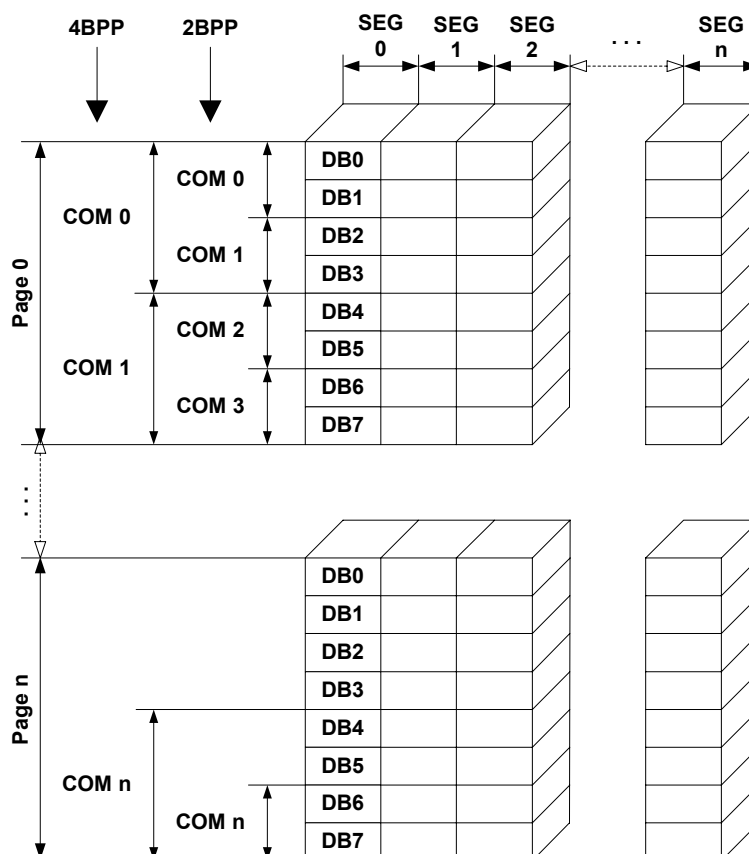 4BPP 2BPP SEG 0 SEG 1 SEG 2 . . . SEG n
Page 0
COM 0
COM 1
COM 0
COM 1
COM 2
COM 3
DB0
DB1
DB2
DB3
DB4
DB5
DB6
DB7
. . .
Page n
COM n
COM n
DB0
DB1
DB2
DB3
DB4
DB5
DB6
DB7